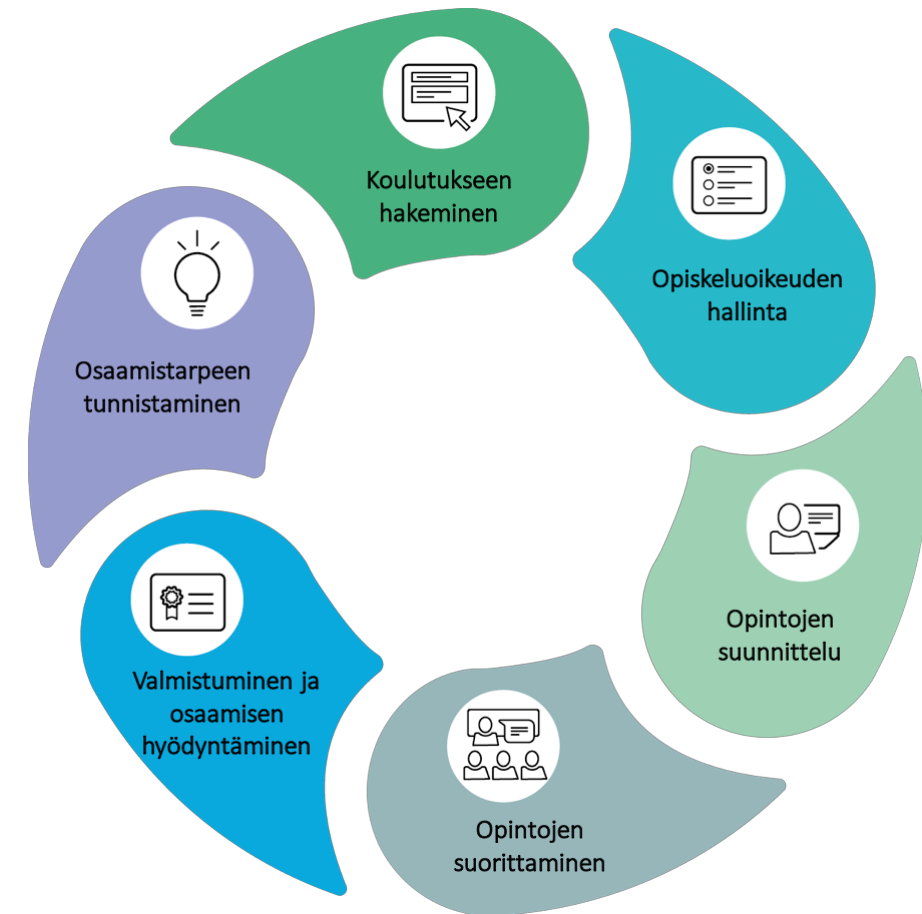 Koulutukseen
hakeminen
Opiskeluoikeuden
hallinta
Osaamistarpeen
tunnistaminen
Opintojen
suunnittelu
Valmistuminen ja
osaamisen
hyödyntäminen
Opintojen
suorittaminen